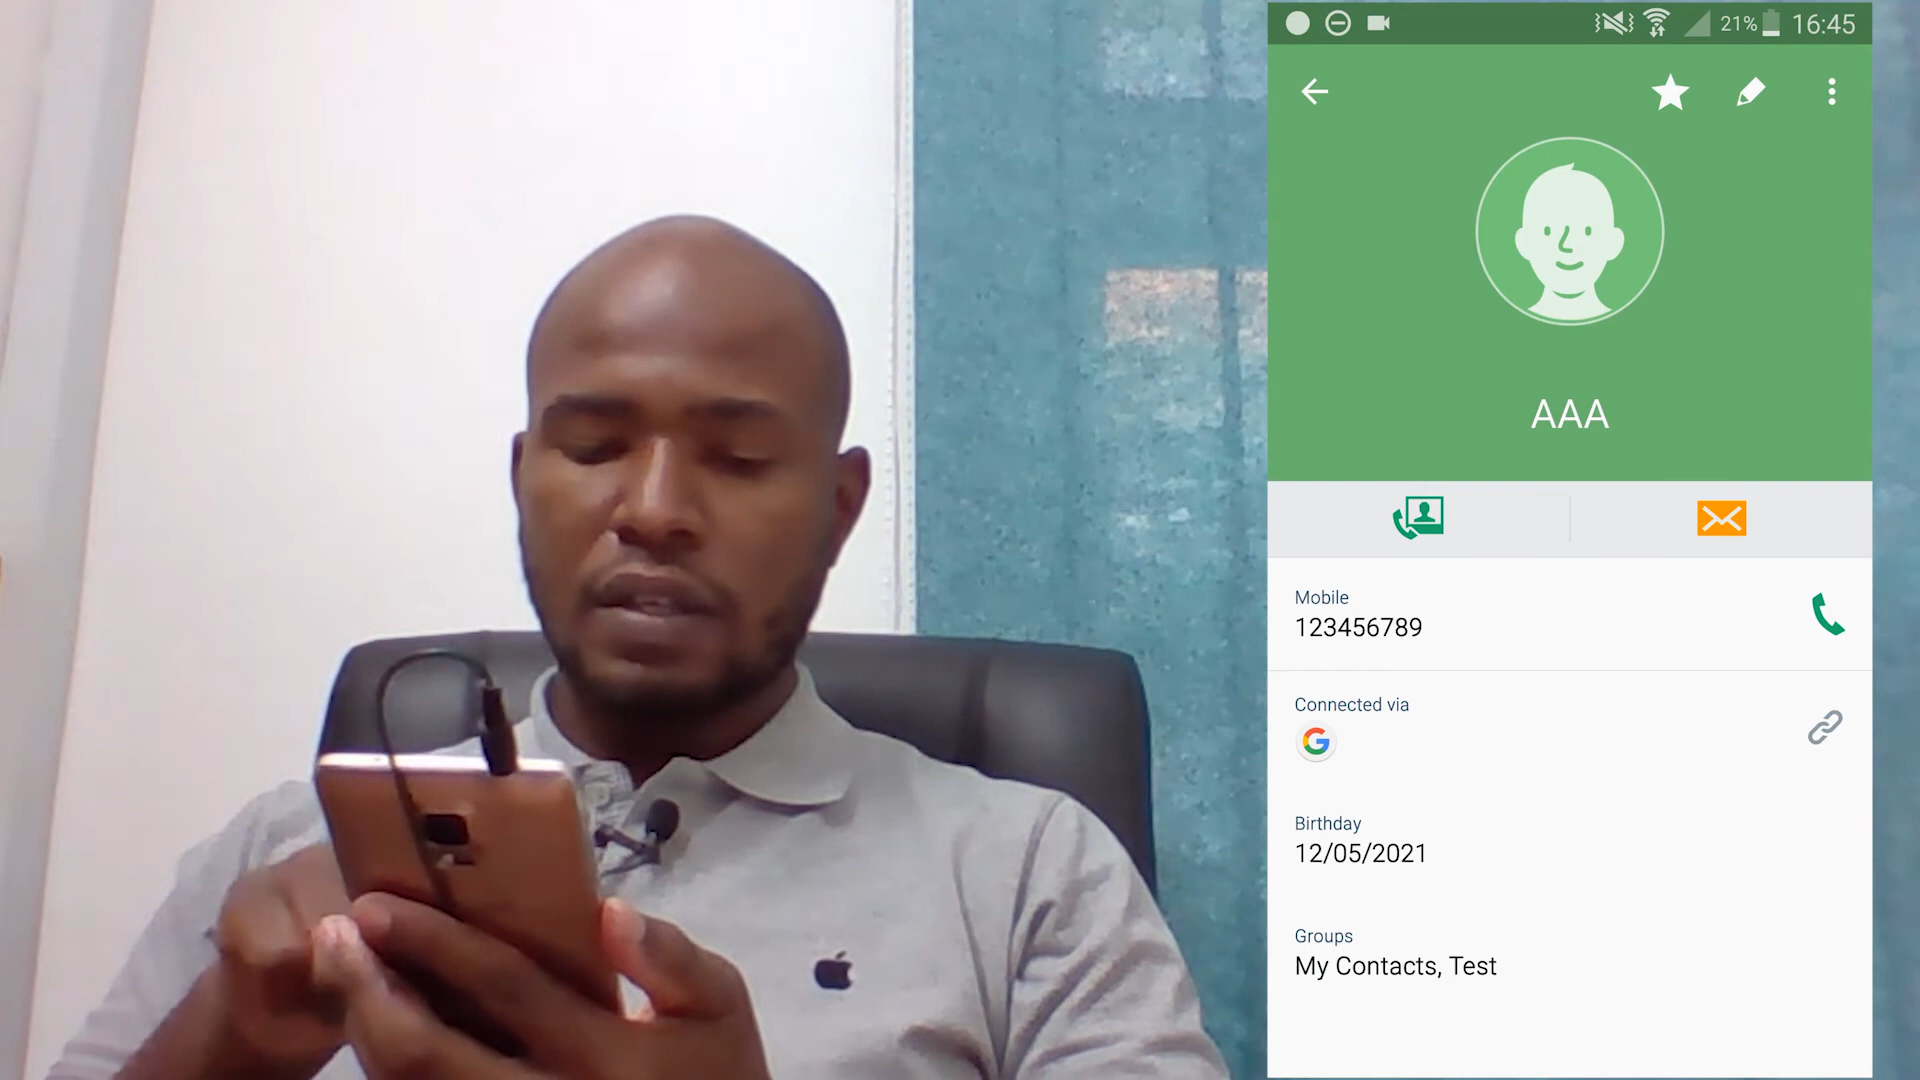 21% 16:45
AAA
Mobile
123456789
Connected via
Birthday
12/05/2021
Groups
My Contacts, Test